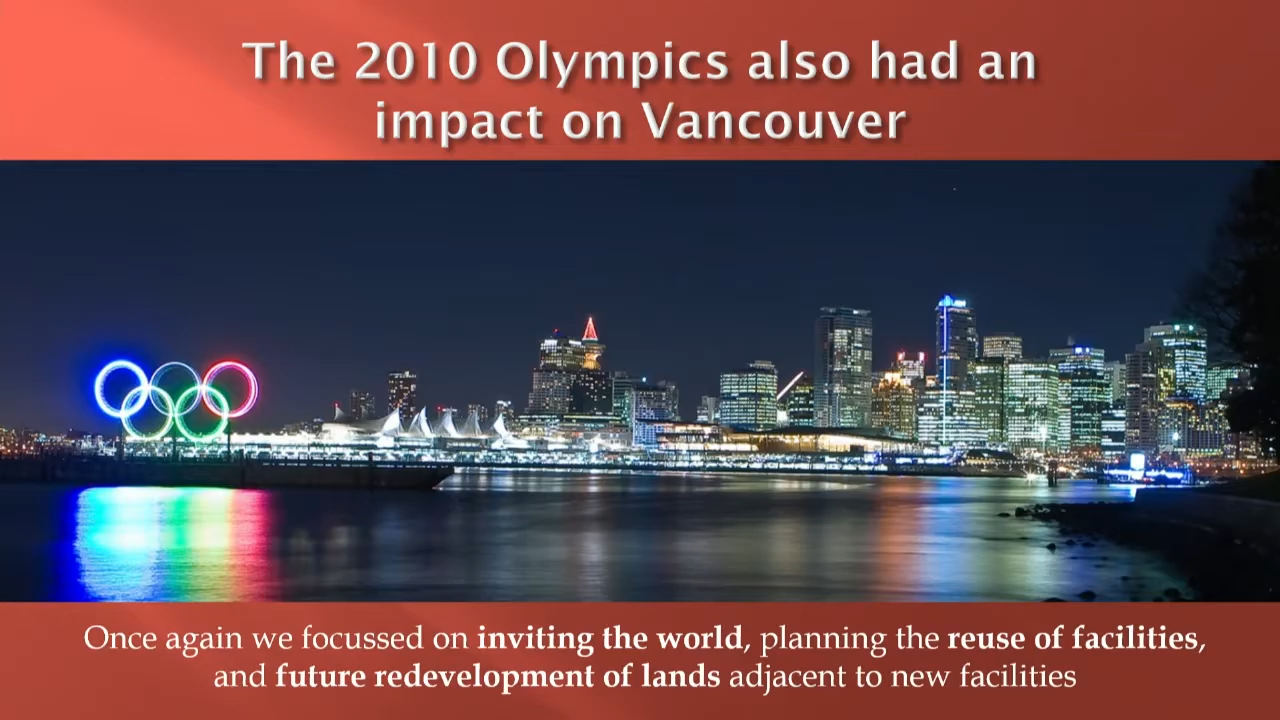 The 2010 Olympics also had an
impact on Vancouver
Once again we focussed on inviting the world, planning the reuse of facilities,
and future redevelopment of lands adjacent to new facilities